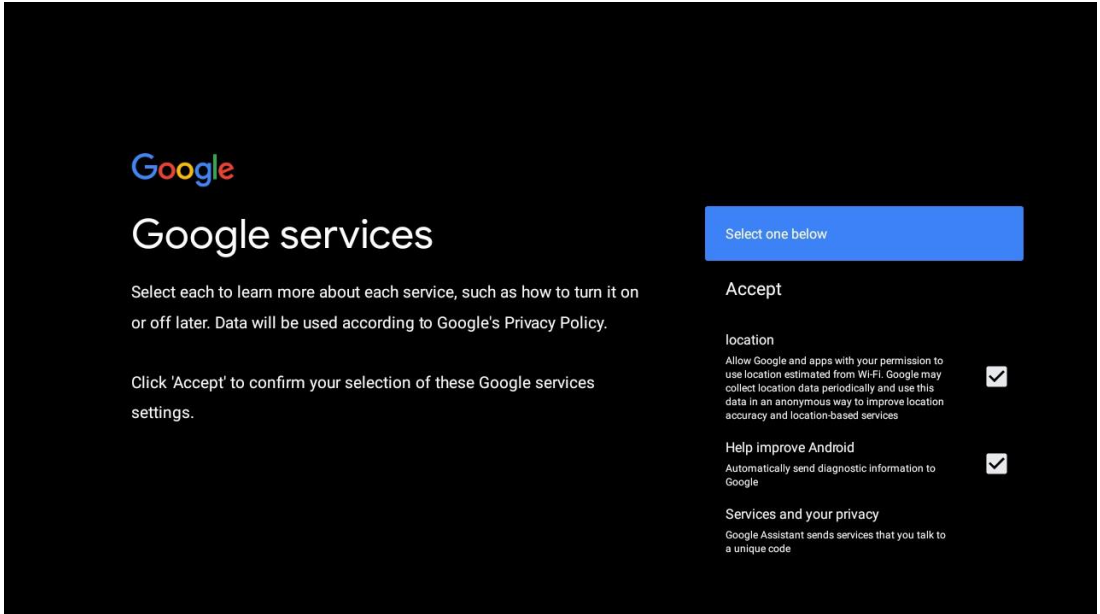 Google
Google services
Select each to learn more about each service, such as how to turn it on
or off later. Data will be used according to Google's Privacy Policy.
Click 'Accept' to confirm your selection of these Google services
settings.
Select one below
Accept
location
Allow Google and apps with your permission to
use location estimated from Wi-Fi. Google may
collect location data periodically and use this
data in an anonymous way to improve location
accuracy and location-based services
Help improve Android
Automatically send diagnostic information to
Google
Services and your privacy
Google Assistant sends services that you talk to
a unique code